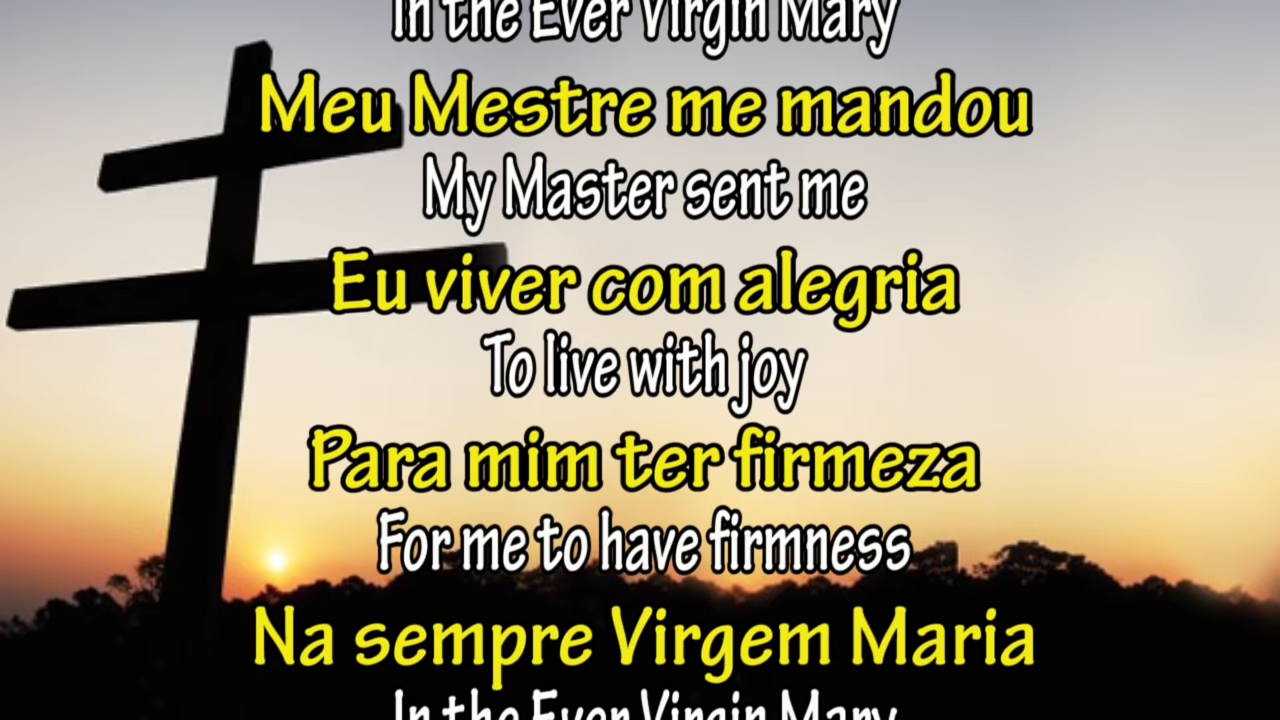 In the Ever Virgin Mary
Meu Mestre me mandou
My Master sent me
Eu viver com alegria
To live with joy
Para mim ter firmeza
For me to have firmness
Na sempre Virgem Maria
In the Ever Virgin Mary